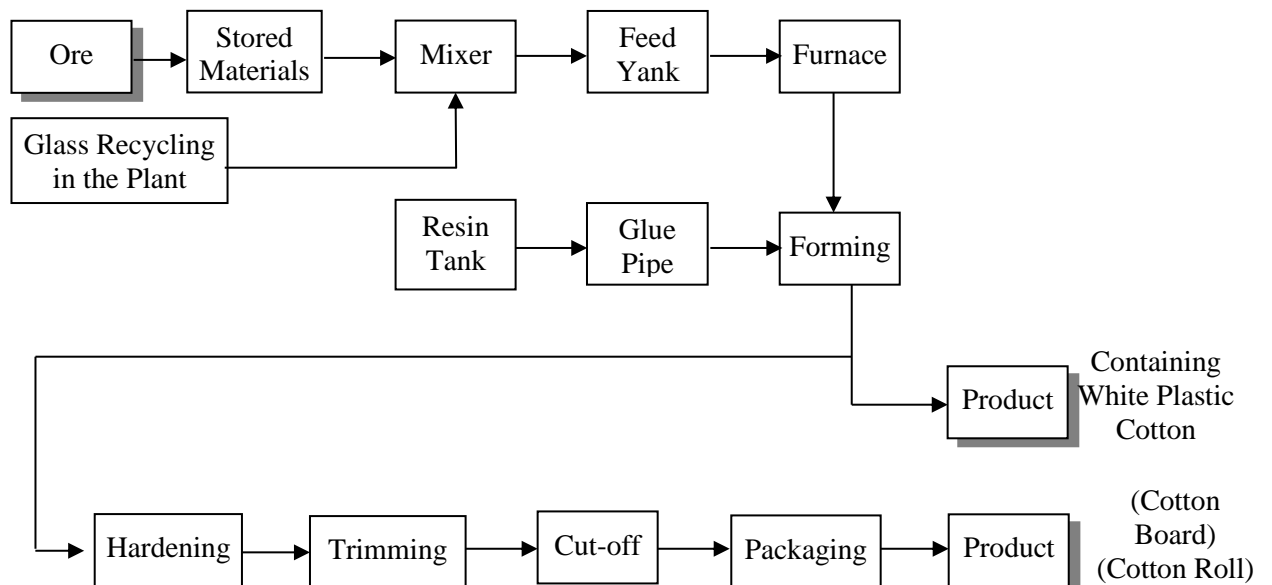 Ore
Stored
Materials
Mixer
Feed
Yank
Furnace
Glass Recycling
in the Plant
Resin
Tank
Glue
Pipe
Forming
Product
Containing
White Plastic
Cotton
Hardening
Trimming
Cut-off
Packaging
Product
(Cotton
Board)
(Cotton Roll)